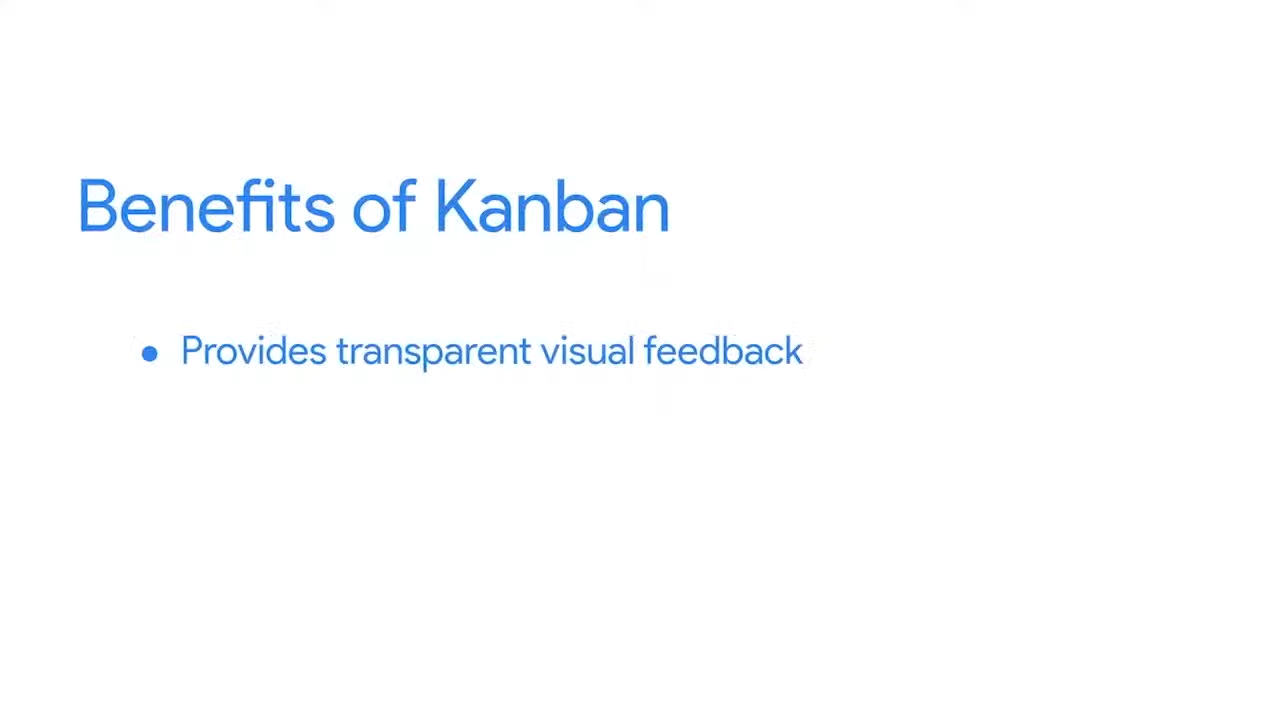 Benefits of Kanban
● Provides transparent visual feedback